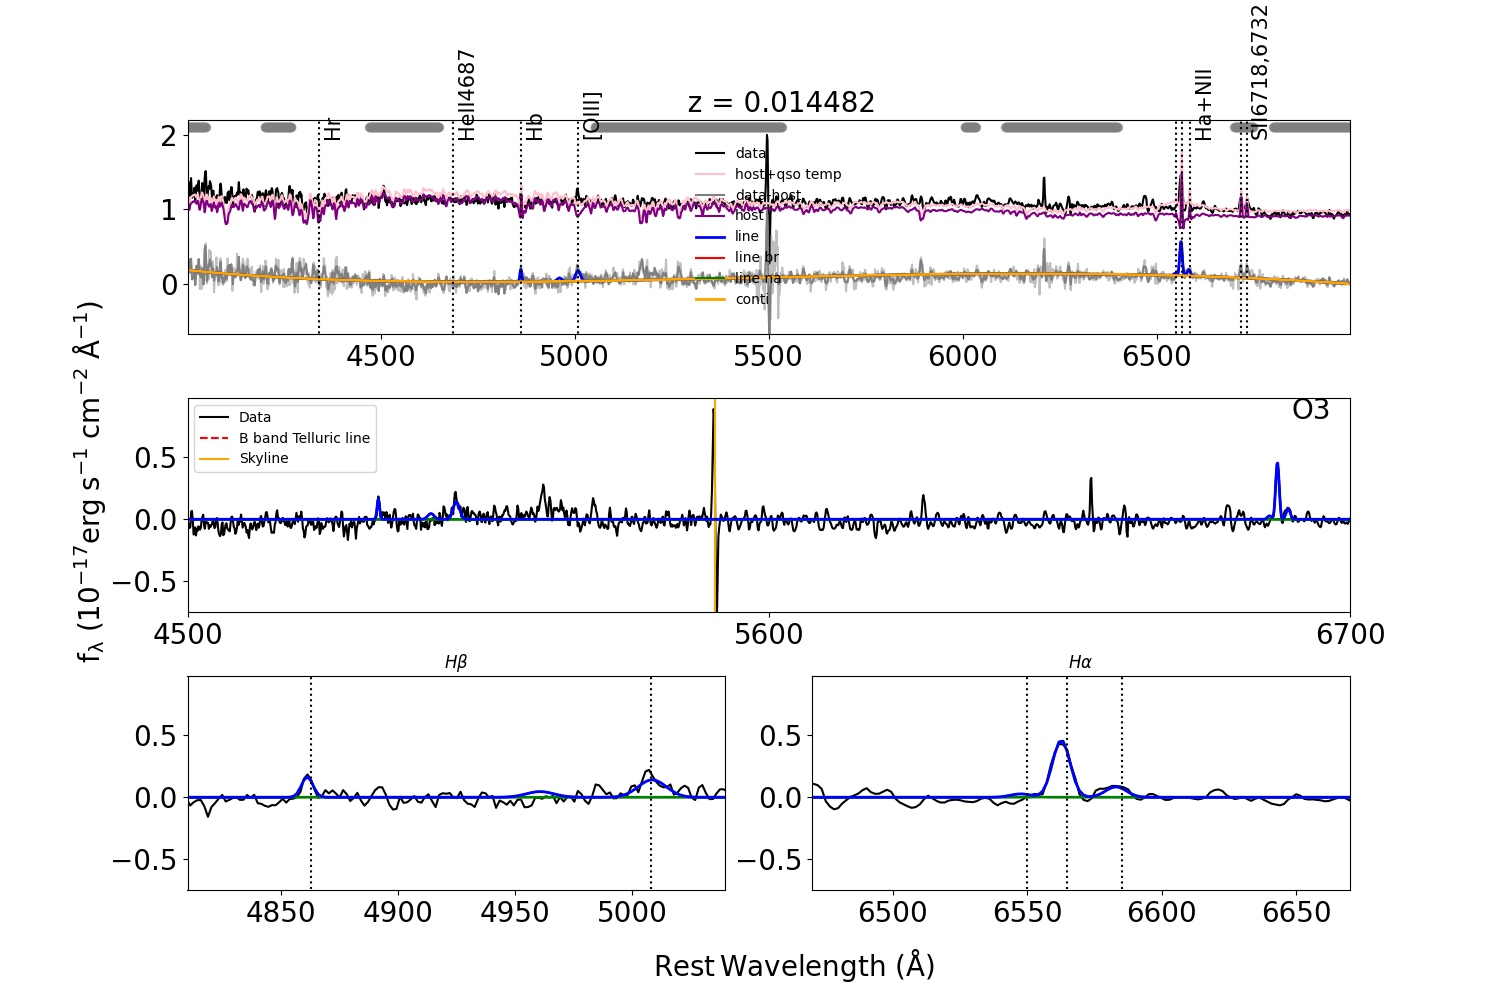 z = 0.014482
Hr
HeII4687
Hb
[OIII]
Ha+NII
SII6718,6732
2
1
0
data
host+qso temp
data-host
host
line
line br
line na
conti
4500 5000 5500 6000 6500
fλ (10⁻¹⁷erg s⁻¹ cm⁻² Å⁻¹)
O3
Data
B band Telluric line
Skyline
0.5
0.0
−0.5
4500 5600 6700
Hβ
0.5
0.0
−0.5
4850 4900 4950 5000
Hα
0.5
0.0
−0.5
6500 6550 6600 6650
Rest Wavelength (Å)